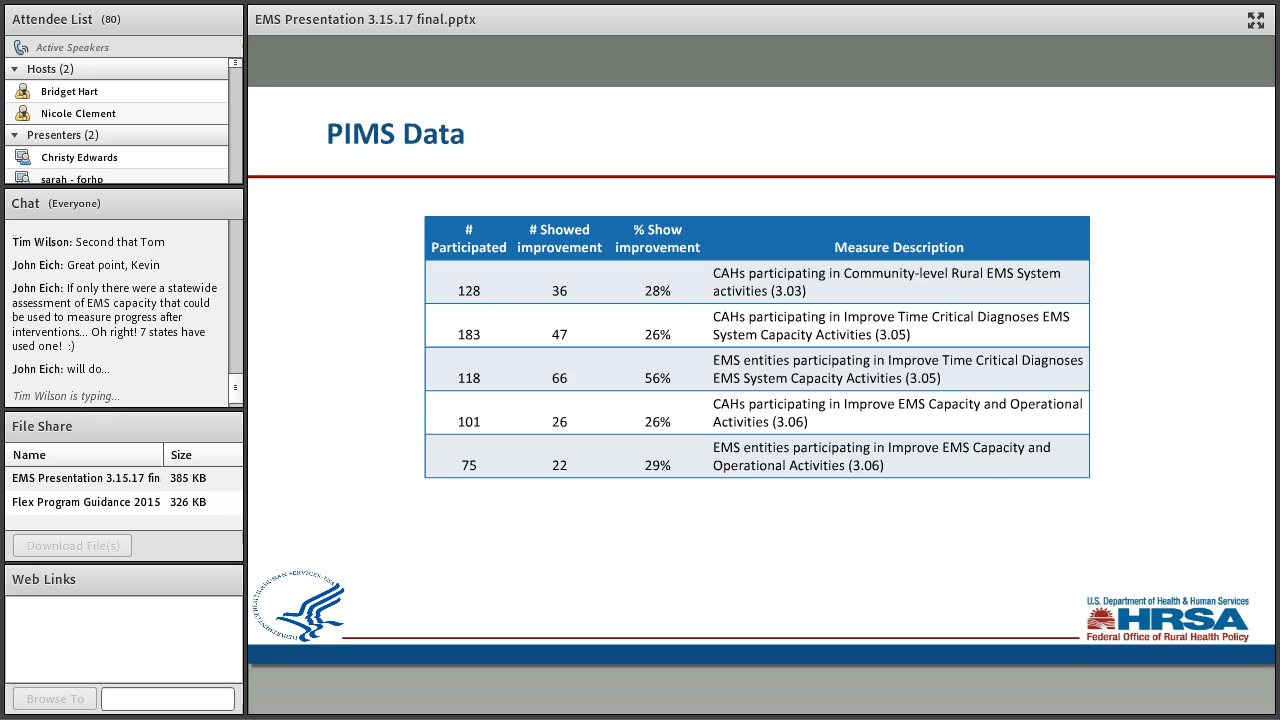 Attendee List (80)
Active Speakers
Hosts (2)
Bridget Hart
Nicole Clement
Presenters (2)
Christy Edwards
sarah - forhp
Chat (Everyone)
Tim Wilson: Second that Tom
John Eich: Great point, Kevin
John Eich: If only there were a statewide
assessment of EMS capacity that could
be used to measure progress after
interventions... Oh right! 7 states have
used one! :)
John Eich: will do...
Tim Wilson is typing...
File Share
Name Size
EMS Presentation 3.15.17 fin 385 KB
Flex Program Guidance 2015 326 KB
Download File(s)
Web Links
Browse To
EMS Presentation 3.15.17 final.pptx
PIMS Data
# Participated # Showed improvement % Show improvement Measure Description
128 36 28% CAHs participating in Community-level Rural EMS System
activities (3.03)
183 47 26% CAHs participating in Improve Time Critical Diagnoses EMS
System Capacity Activities (3.05)
118 66 56% EMS entities participating in Improve Time Critical Diagnoses
EMS System Capacity Activities (3.05)
101 26 26% CAHs participating in Improve EMS Capacity and Operational
Activities (3.06)
75 22 29% EMS entities participating in Improve EMS Capacity and
Operational Activities (3.06)
U.S. Department of Health & Human Services
HRSA
Federal Office of Rural Health Policy